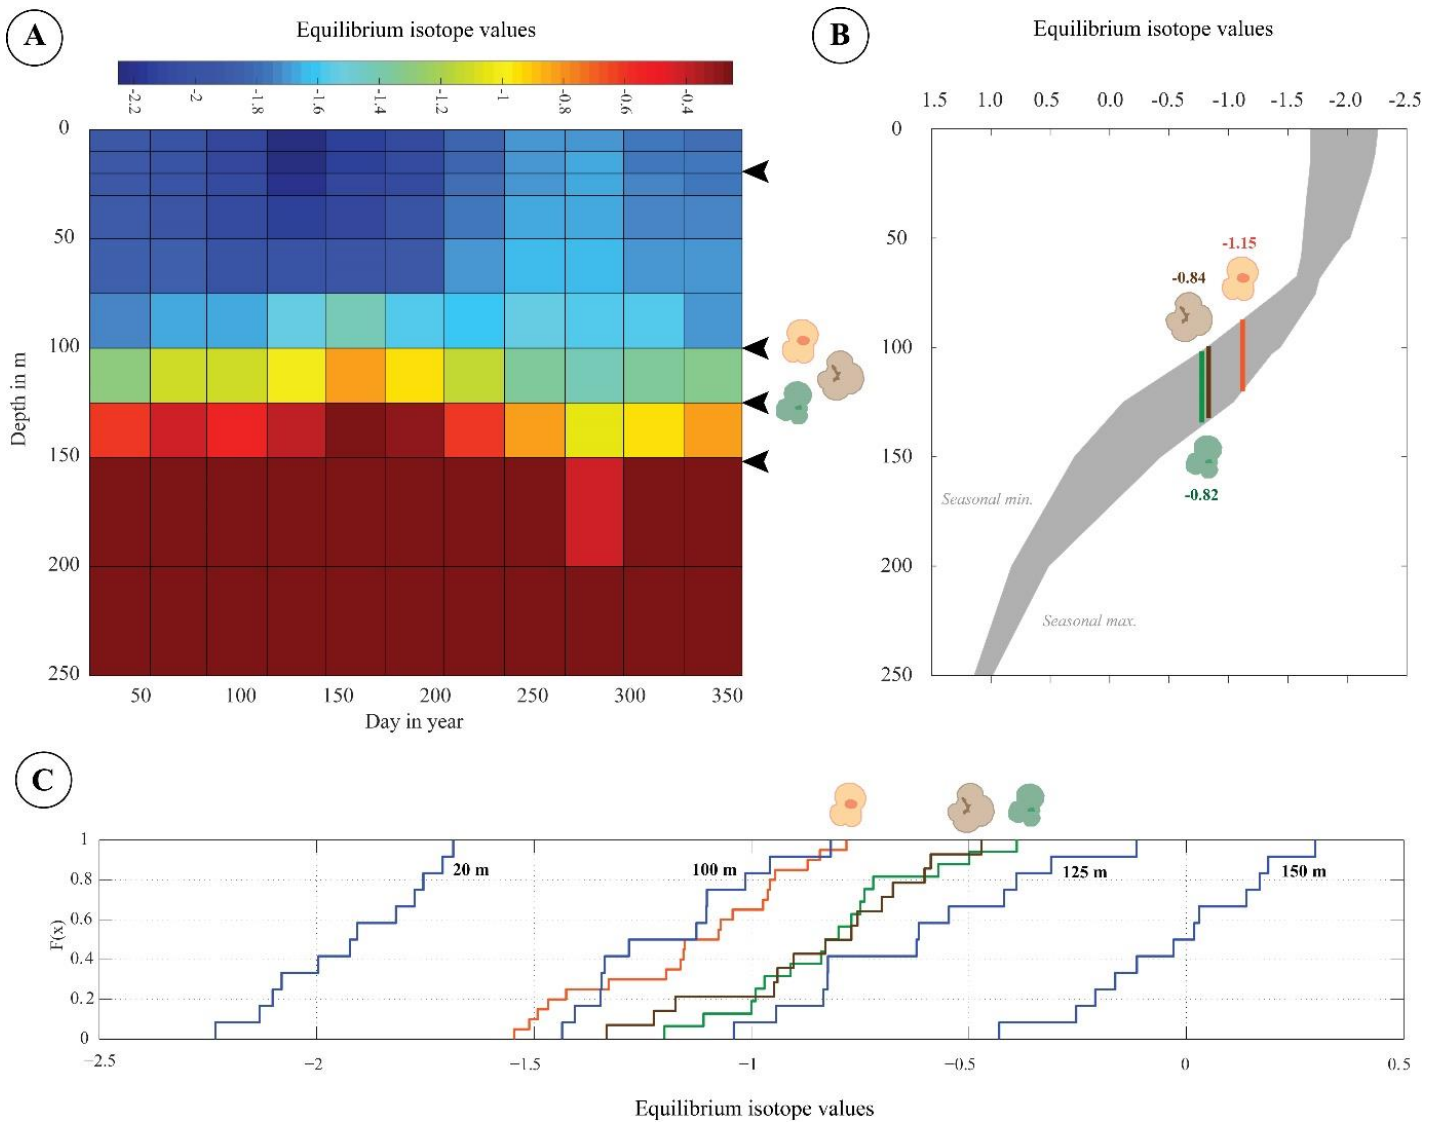 A
Equilibrium isotope values
-2.2 -2 -1.8 -1.6 -1.4 -1.2 -1 -0.8 -0.6 -0.4
0
50
100
150
200
250
Depth in m
50 100 150 200 250 300 350
Day in year
B
Equilibrium isotope values
1.5 1.0 0.5 0.0 -0.5 -1.0 -1.5 -2.0 -2.5
0
50
-1.15
-0.84
100
150
-0.82
Seasonal min.
200
Seasonal max.
250
C
1
0.8
0.6
0.4
0.2
0
F(x)
20 m 100 m 125 m 150 m
−2.5 −2 −1.5 −1 −0.5 0 0.5
Equilibrium isotope values